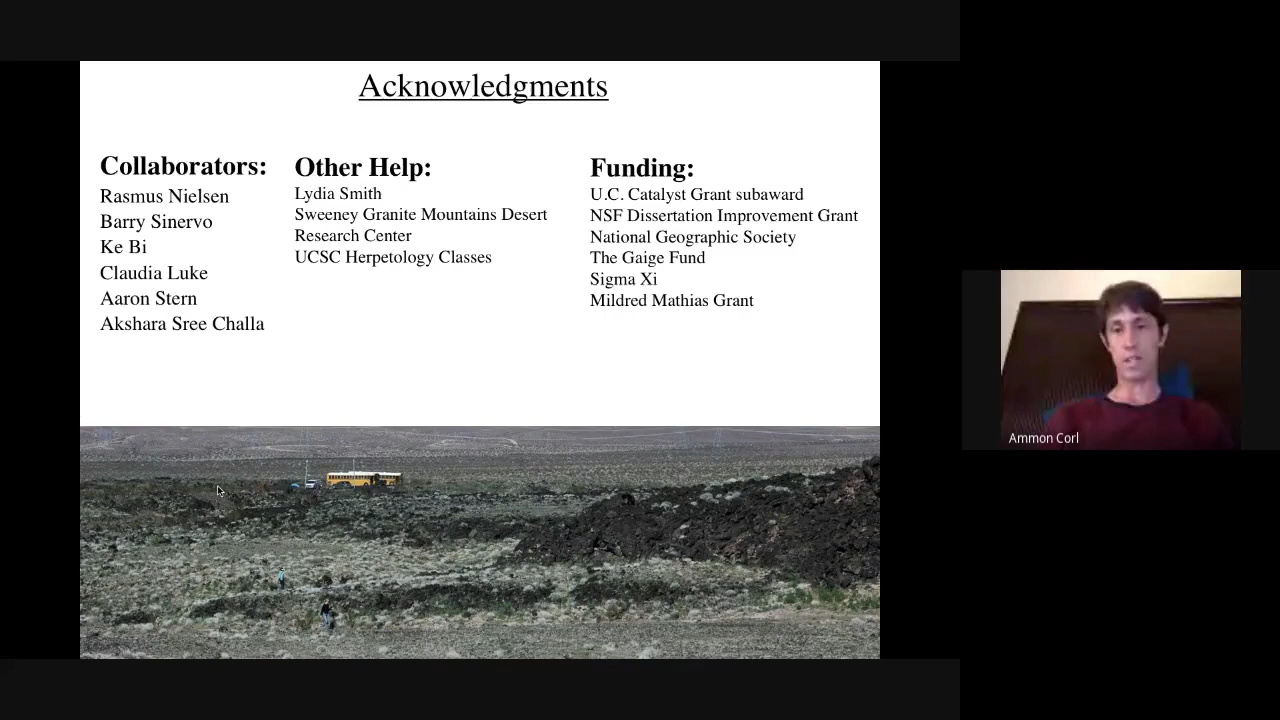 Acknowledgments
Collaborators:
Rasmus Nielsen
Barry Sinervo
Ke Bi
Claudia Luke
Aaron Stern
Akshara Sree Challa
Other Help:
Lydia Smith
Sweeney Granite Mountains Desert
Research Center
UCSC Herpetology Classes
Funding:
U.C. Catalyst Grant subaward
NSF Dissertation Improvement Grant
National Geographic Society
The Gaige Fund
Sigma Xi
Mildred Mathias Grant
Ammon Corl